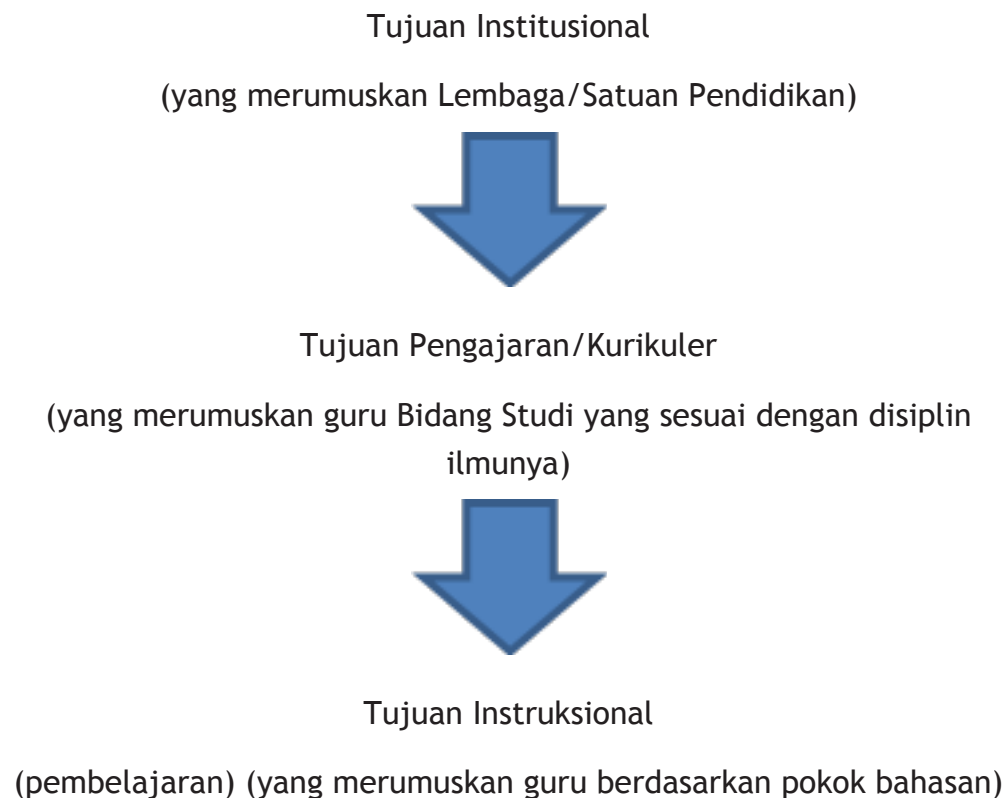 Tujuan Institusional
(yang merumuskan Lembaga/Satuan Pendidikan)
Tujuan Pengajaran/Kurikuler
(yang merumuskan guru Bidang Studi yang sesuai dengan disiplin
ilmunya)
Tujuan Instruksional
(pembelajaran) (yang merumuskan guru berdasarkan pokok bahasan)